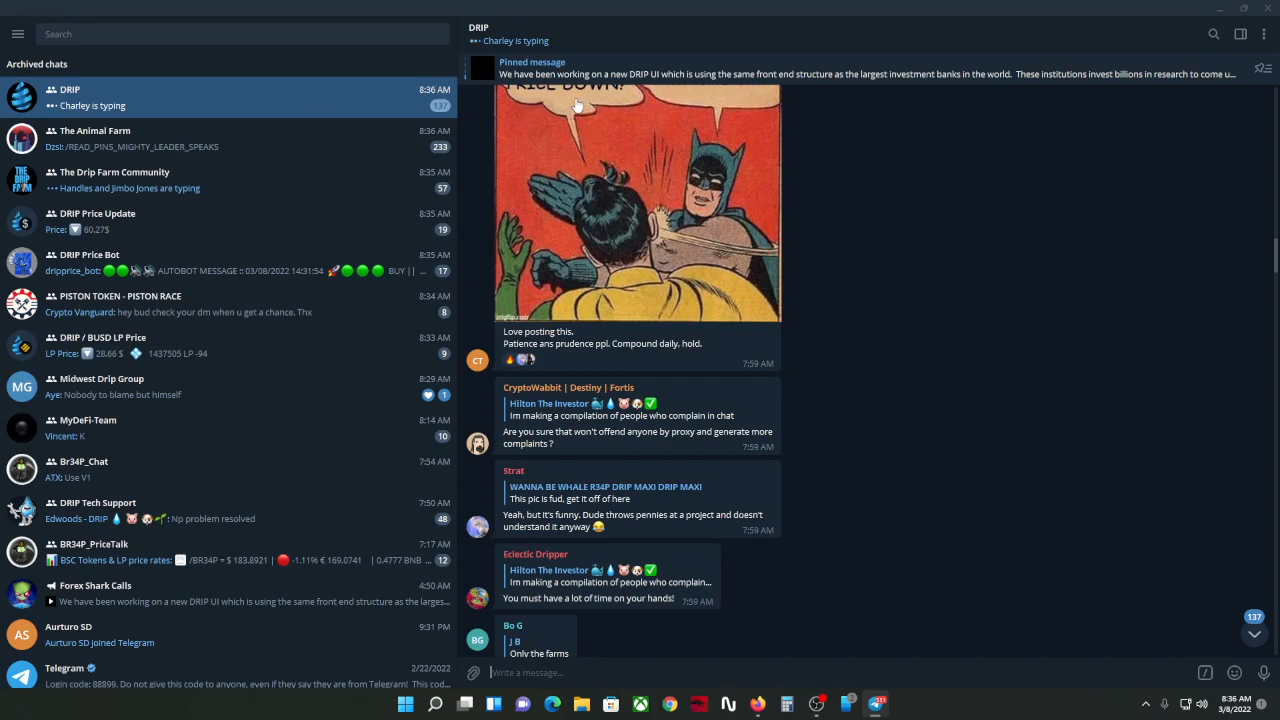 Search
Archived chats
DRIP
8:36 AM
Charley is typing
137
The Animal Farm
8:36 AM
Dzsl: /READ_PINS_MIGHTY_LEADER_SPEAKS
233
The Drip Farm Community
8:35 AM
Handles and Jimbo Jones are typing
57
DRIP Price Update
8:35 AM
Price: 60.27$
19
DRIP Price Bot
8:35 AM
dripprice_bot: AUTOBOT MESSAGE :: 03/08/2022 14:31:54 BUY || ...
17
PISTON TOKEN - PISTON RACE
8:34 AM
Crypto Vanguard: hey bud check your dm when u get a chance. Thx
8
DRIP / BUSD LP Price
8:33 AM
LP Price: 28.66 $ 1437505 LP -94
9
MG
Midwest Drip Group
8:29 AM
Aye: Nobody to blame but himself
1
MyDeFi-Team
8:14 AM
Vincent: K
10
Br34P_Chat
7:54 AM
ATX: Use V1
DRIP Tech Support
7:50 AM
Edwoods - DRIP : Np problem resolved
48
BR34P_PriceTalk
7:17 AM
BSC Tokens & LP price rates: /BR34P = $ 183.8921 | -1.11% € 169.0741 | 0.4777 BNB ...
12
Forex Shark Calls
4:50 AM
We have been working on a new DRIP UI which is using the same front end structure as the larges...
AS
Aurturo SD
9:31 PM
Aurturo SD joined Telegram
Telegram
2/22/2022
Login code: 88899. Do not give this code to anyone, even if they say they are from Telegram! This cod...
DRIP
Charley is typing
Pinned message
We have been working on a new DRIP UI which is using the same front end structure as the largest investment banks in the world. These institutions invest billions in research to come u...
PRICE DOWN?
imgflip.com
Love posting this.
Patience ans prudence ppl. Compound daily, hold.
7:59 AM
CT
CryptoWabbit | Destiny | Fortis
Hilton The Investor
Im making a compilation of people who complain in chat
Are you sure that won't offend anyone by proxy and generate more
complaints ?
7:59 AM
Strat
WANNA BE WHALE R34P DRIP MAXI DRIP MAXI
This pic is fud, get it off of here
Yeah, but it's funny. Dude throws pennies at a project and doesn't
understand it anyway
7:59 AM
Eclectic Dripper
Hilton The Investor
Im making a compilation of people who complain...
You must have a lot of time on your hands!
7:59 AM
BG
Bo G
J B
Only the farms
137
Write a message...
8:36 AM
3/8/2022